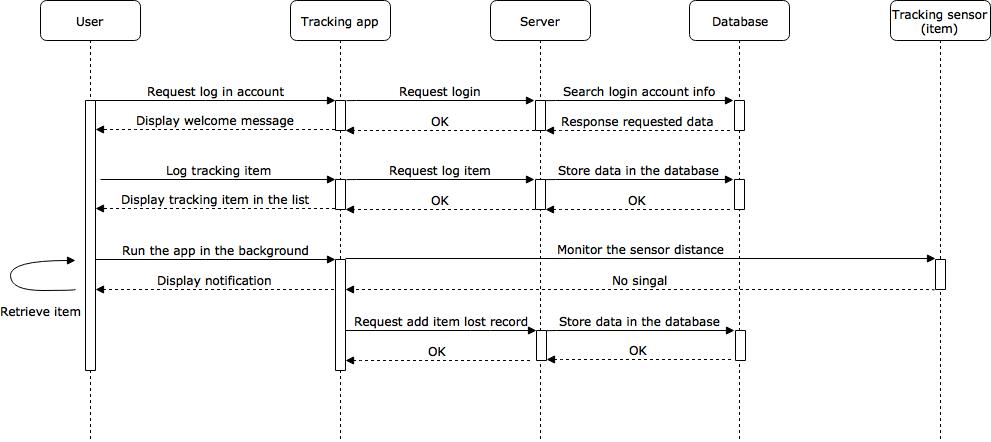 User
Tracking app
Server
Database
Tracking sensor
(item)
Request log in account
Request login
Search login account info
Display welcome message
OK
Response requested data
Log tracking item
Request log item
Store data in the database
Display tracking item in the list
OK
OK
Run the app in the background
Monitor the sensor distance
Display notification
No singal
Retrieve item
Request add item lost record
Store data in the database
OK
OK